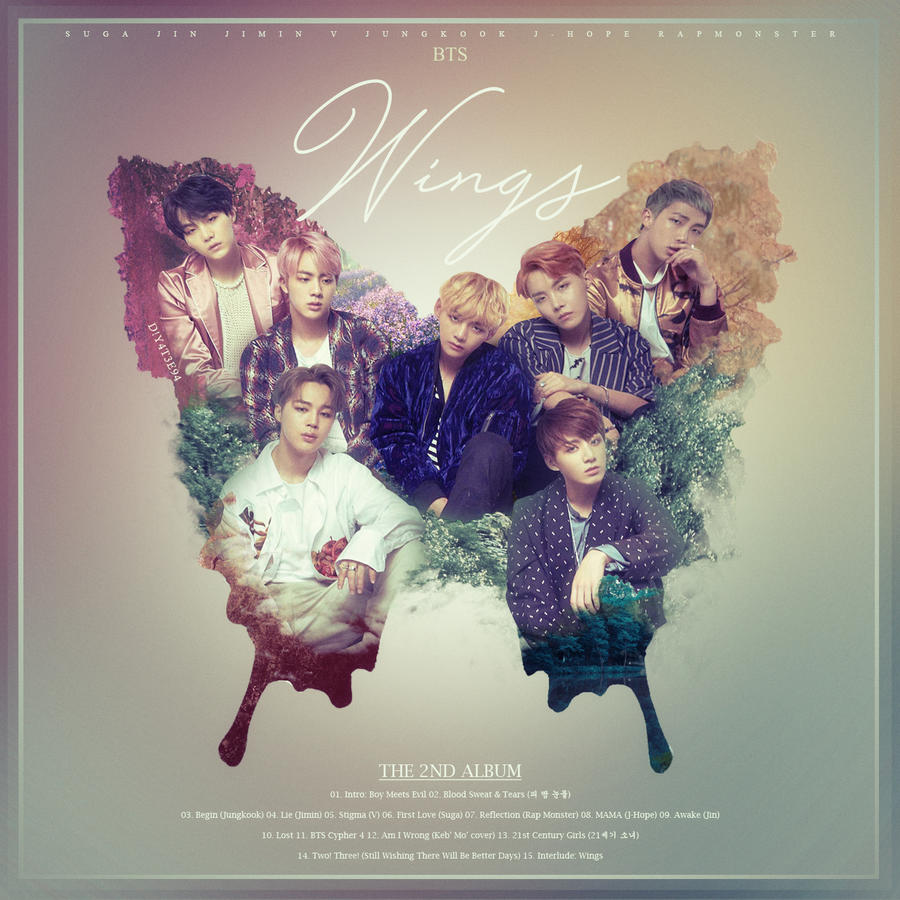 SUGA JIN JIMIN V JUNGKOOK J-HOPE RAPMONSTER
BTS
Wings
D!Y4T3E94
THE 2ND ALBUM
01. Intro: Boy Meets Evil 02. Blood Sweat & Tears (피 땀 눈물)
03. Begin (Jungkook) 04. Lie (Jimin) 05. Stigma (V) 06. First Love (Suga) 07. Reflection (Rap Monster) 08. MAMA (J-Hope) 09. Awake (Jin)
10. Lost 11. BTS Cypher 4 12. Am I Wrong (Keb' Mo' cover) 13. 21st Century Girls (21세기 소녀)
14. Two! Three! (Still Wishing There Will Be Better Days) 15. Interlude: Wings